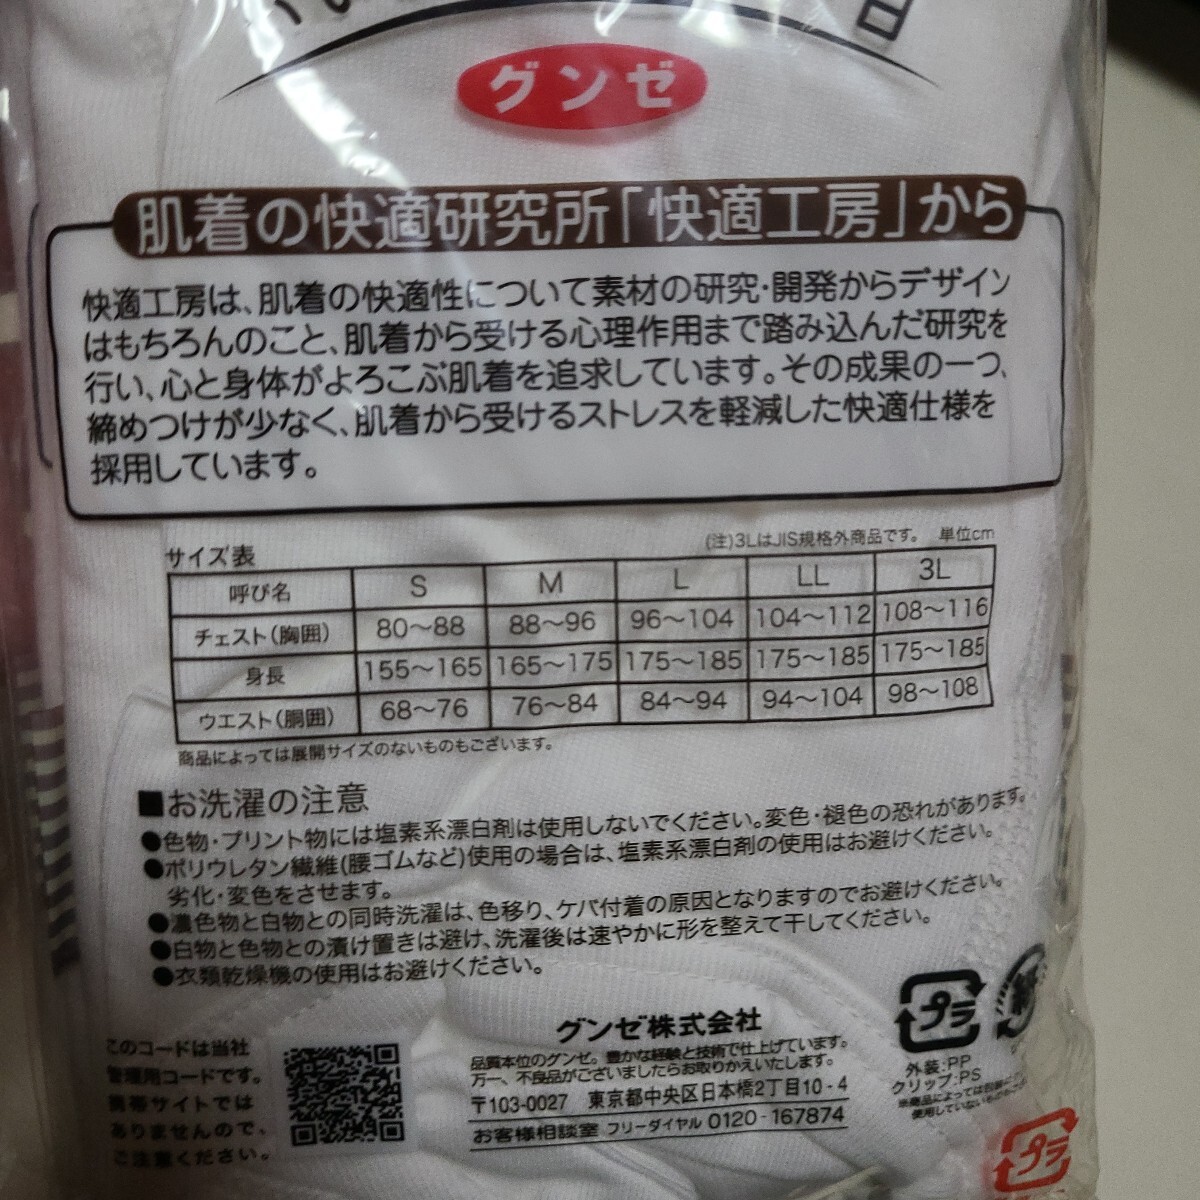 グンゼ
肌着の快適研究所「快適工房」から
快適工房は、肌着の快適性について素材の研究・開発からデザイン
はもちろんのこと、肌着から受ける心理作用まで踏み込んだ研究を
行い、心と身体がよろこぶ肌着を追求しています。その成果の一つ、
締めつけが少なく、肌着から受けるストレスを軽減した快適仕様を
採用しています。
サイズ表 (注)3LはJIS規格外商品です。 単位cm
呼び名 S M L LL 3L
チェスト(胸囲) 80〜88 88〜96 96〜104 104〜112 108〜116
身長 155〜165 165〜175 175〜185 175〜185 175〜185
ウエスト(胴囲) 68〜76 76〜84 84〜94 94〜104 98〜108
商品によっては展開サイズのないものもございます。
■お洗濯の注意
●色物・プリント物には塩素系漂白剤は使用しないでください。変色・褪色の恐れがあります。
●ポリウレタン繊維(腰ゴムなど)使用の場合は、塩素系漂白剤の使用はお避けください。
劣化・変色をさせます。
●濃色物と白物との同時洗濯は、色移り、ケバ付着の原因となりますのでお避けください。
●白物と色物との漬け置きは避け、洗濯後は速やかに形を整えて干してください。
●衣類乾燥機の使用はお避けください。
このコードは当社
管理用コードです。
携帯サイトでは
ありませんので、
ご注意ください。
グンゼ株式会社
品質本位のグンゼ。豊かな経験と技術で仕上げています。
万一、不良品がございましたらお取りかえいたします。
〒103-0027 東京都中央区日本橋2丁目10-4
お客様相談室 フリーダイヤル 0120-167874
プラ
紙
外装:PP
クリップ:PS
※商品によっては包装に
使用していないものも
プラ